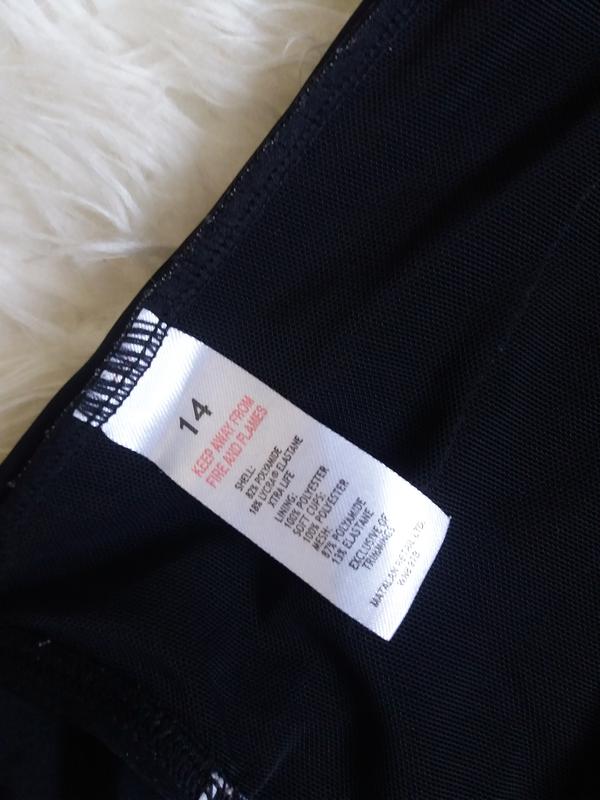 14
KEEP AWAY FROM
FIRE AND FLAMES
SHELL:
82% POLYAMIDE
18% LYCRA® ELASTANE
XTRA LIFE
LINING:
100% POLYESTER
SOFT CUPS:
100% POLYESTER
MESH:
87% POLYAMIDE
13% ELASTANE
EXCLUSIVE OF
TRIMMINGS
MATALAN RETAIL LTD.